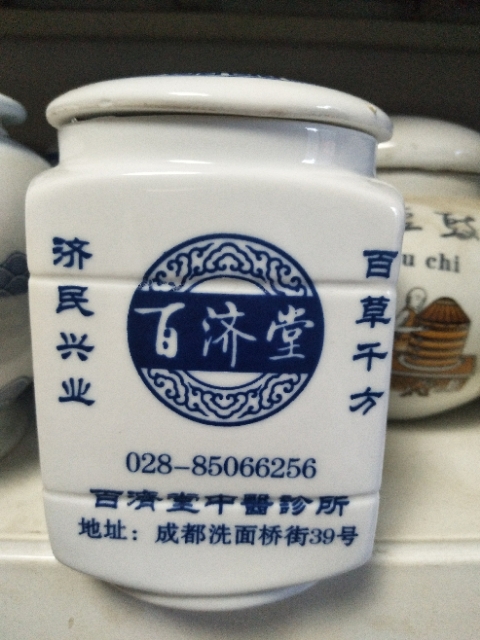 百草千方
济民兴业
百济堂
028-85066256
百濟堂中醫診所
地址：成都洗面桥街39号
u chi